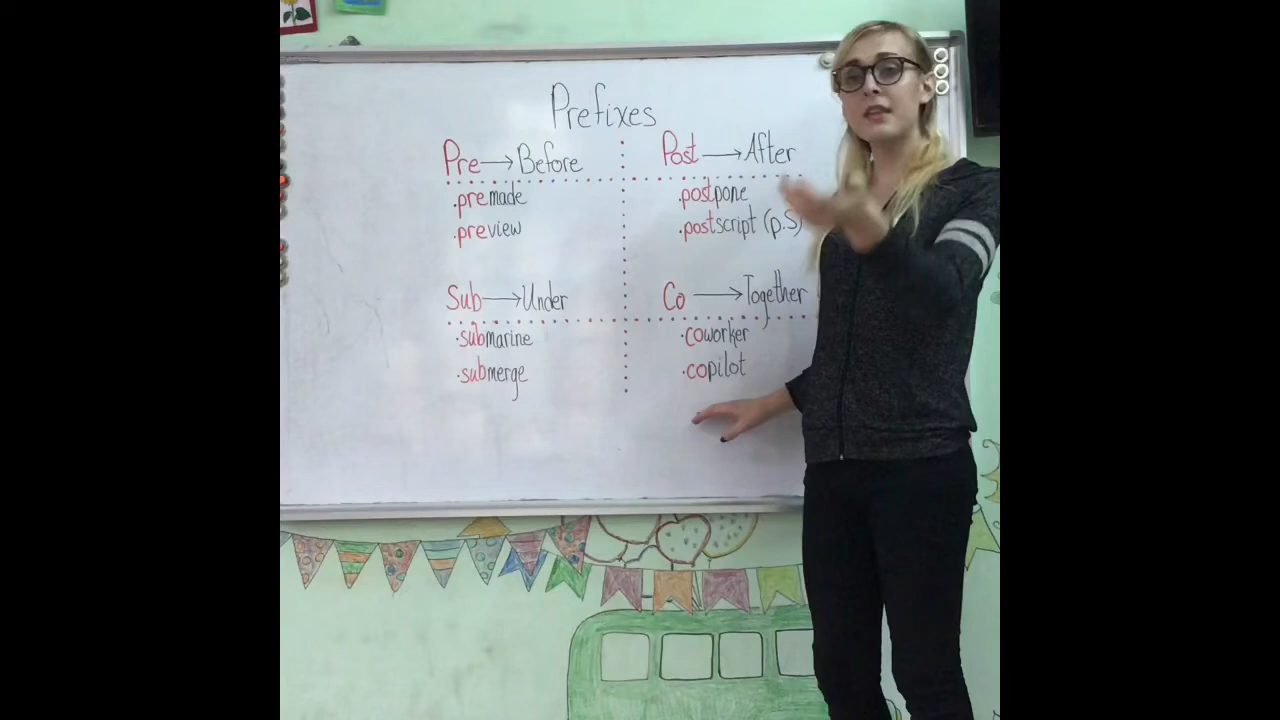 Prefixes
Pre → Before
.premade
.preview
Post → After
.postpone
.postscript (p.S)
Sub → Under
.submarine
.submerge
Co → Together
.coworker
.copilot